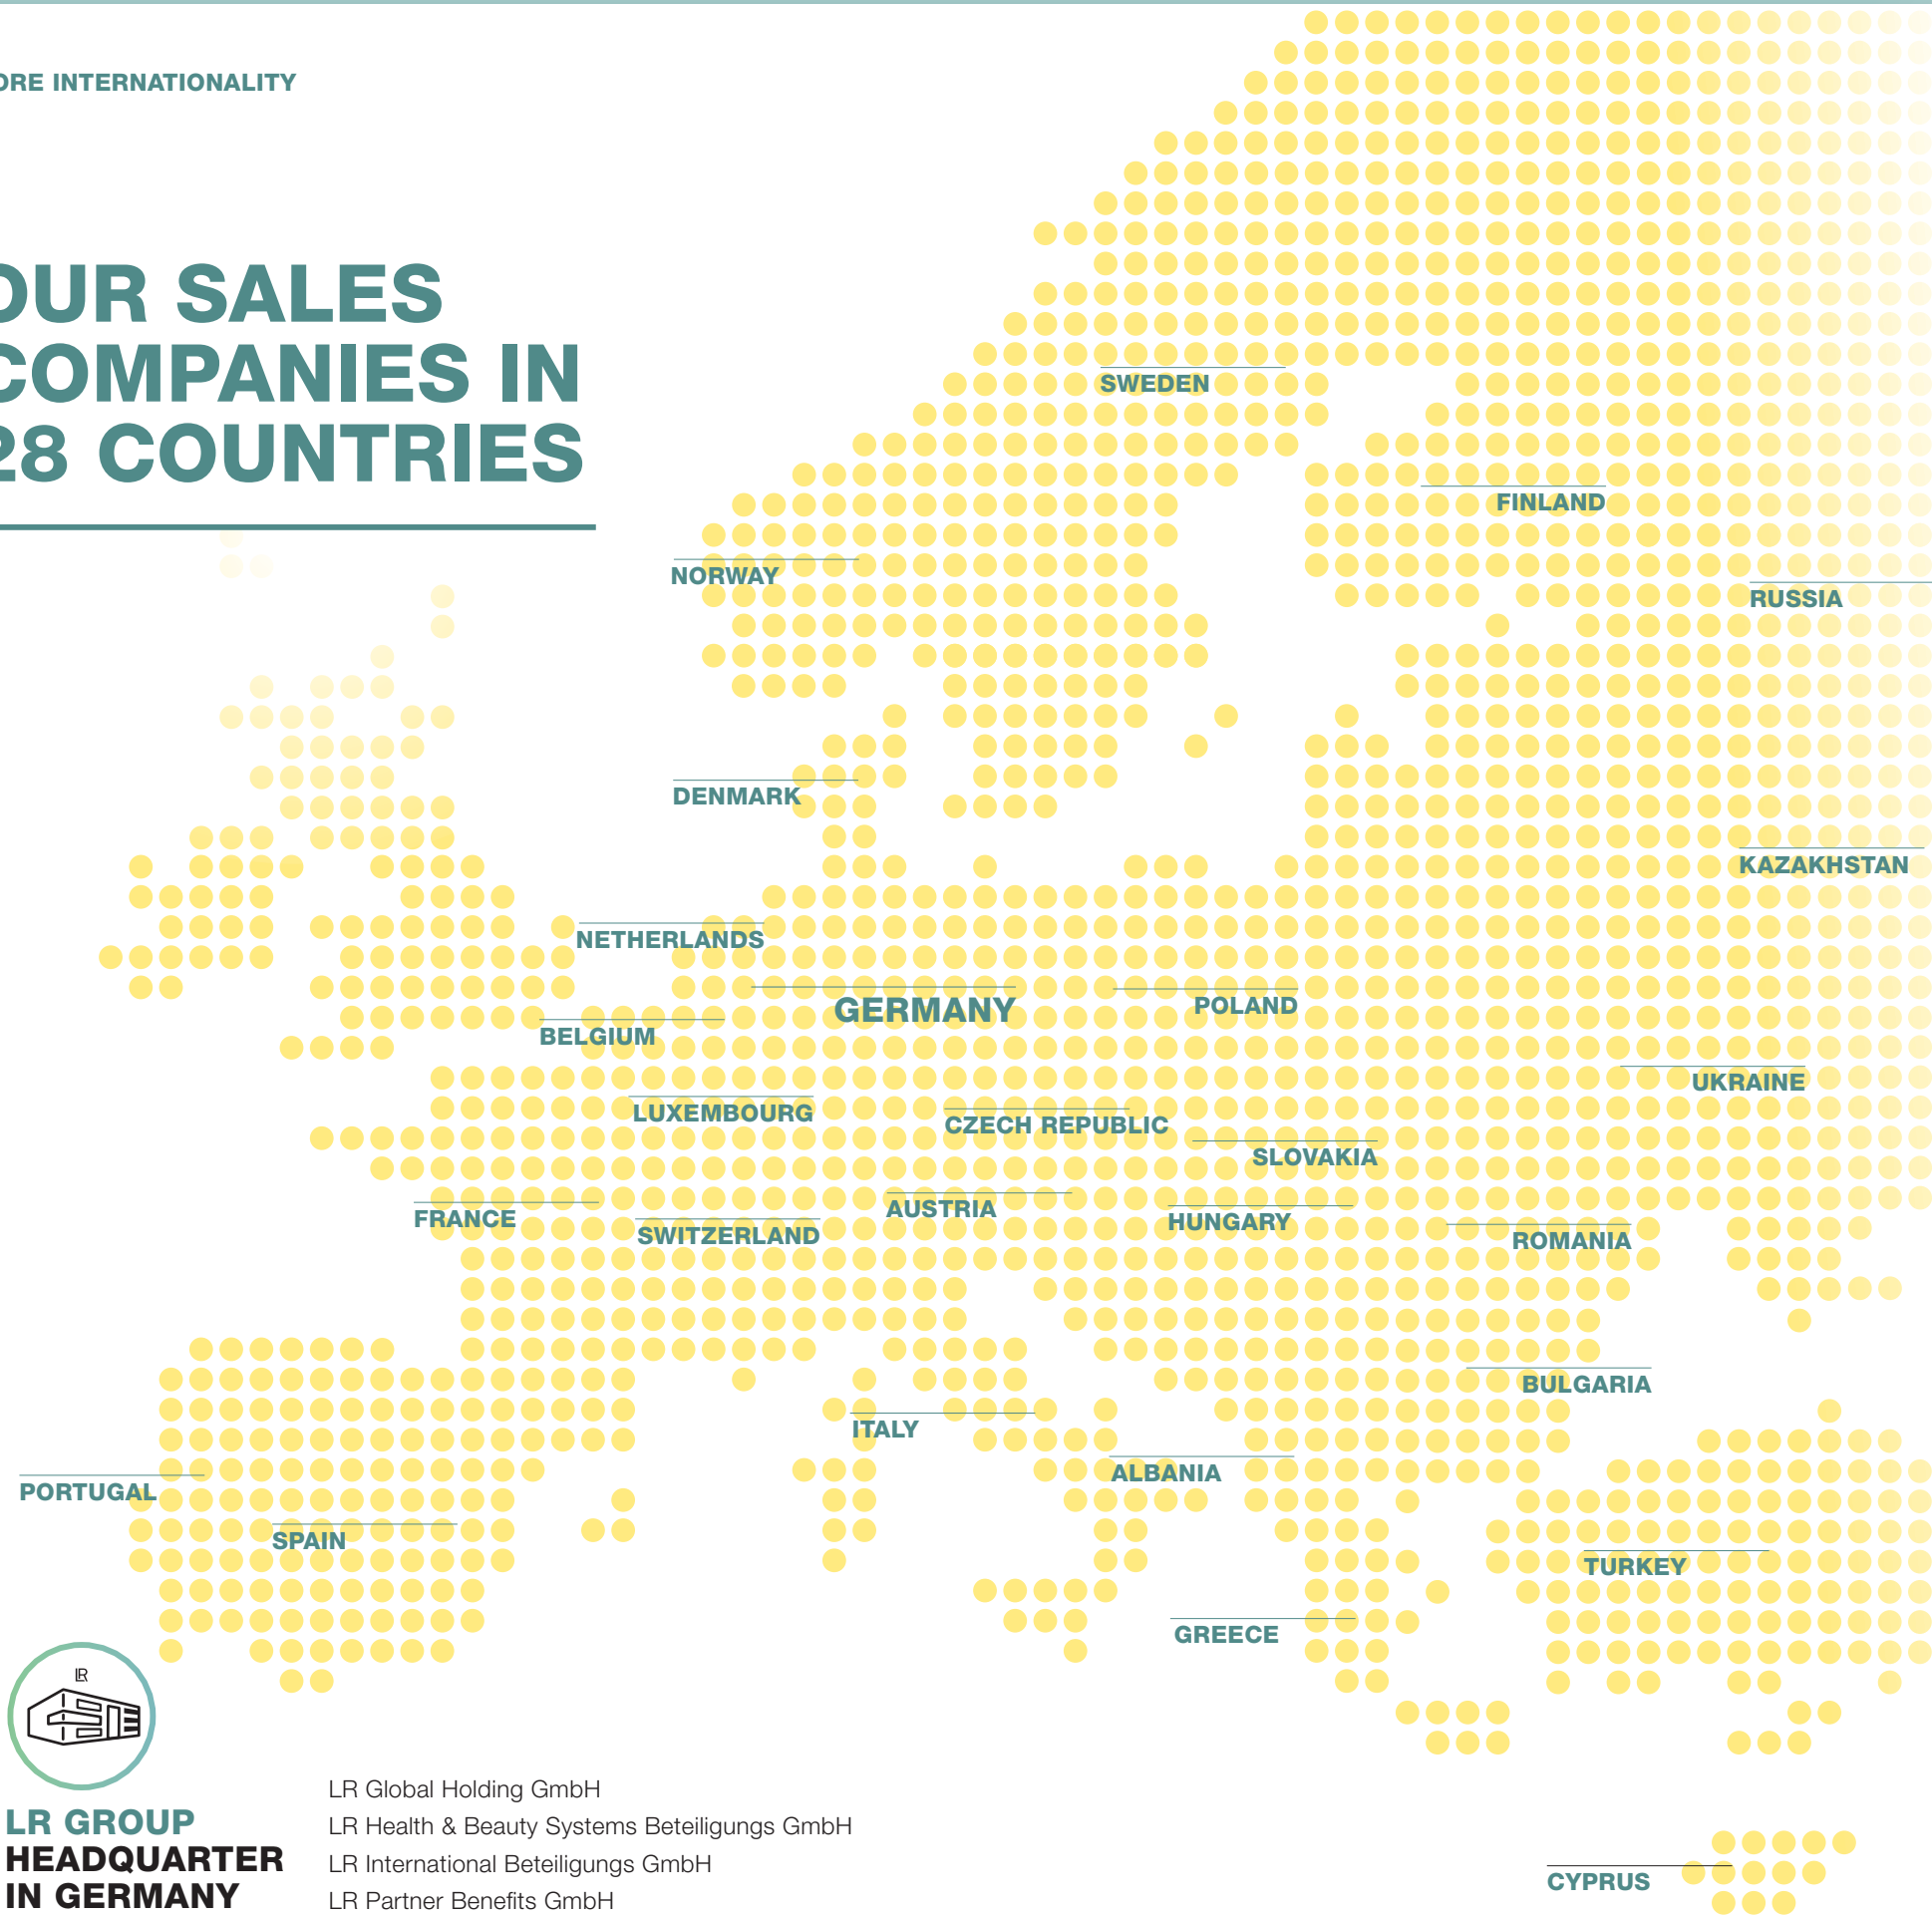 ORE INTERNATIONALITY
OUR SALES
COMPANIES IN
28 COUNTRIES
SWEDEN
FINLAND
NORWAY
RUSSIA
DENMARK
KAZAKHSTAN
NETHERLANDS
GERMANY
POLAND
BELGIUM
UKRAINE
LUXEMBOURG
CZECH REPUBLIC
SLOVAKIA
FRANCE
SWITZERLAND
AUSTRIA
HUNGARY
ROMANIA
BULGARIA
ITALY
ALBANIA
PORTUGAL
SPAIN
TURKEY
GREECE
LR
LR GROUP
HEADQUARTER
IN GERMANY
LR Global Holding GmbH
LR Health & Beauty Systems Beteiligungs GmbH
LR International Beteiligungs GmbH
LR Partner Benefits GmbH
CYPRUS